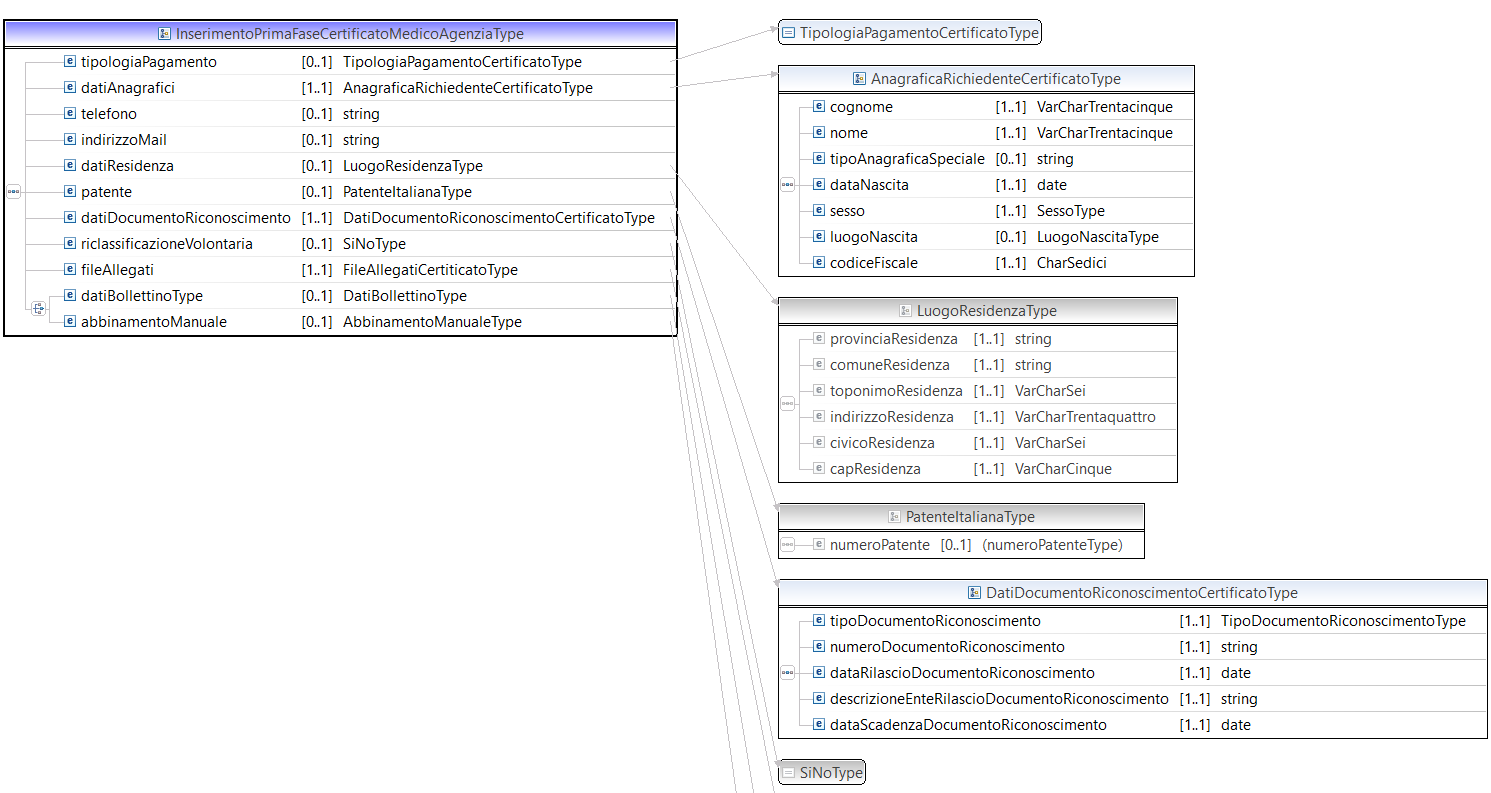 InserimentoPrimaFaseCertificatoMedicoAgenziaType
tipologiaPagamento [0..1] TipologiaPagamentoCertificatoType
datiAnagrafici [1..1] AnagraficaRichiedenteCertificatoType
telefono [0..1] string
indirizzoMail [0..1] string
datiResidenza [0..1] LuogoResidenzaType
patente [0..1] PatenteItalianaType
datiDocumentoRiconoscimento [1..1] DatiDocumentoRiconoscimentoCertificatoType
riclassificazioneVolontaria [0..1] SiNoType
fileAllegati [1..1] FileAllegatiCertiticatoType
datiBollettinoType [0..1] DatiBollettinoType
abbinamentoManuale [0..1] AbbinamentoManualeType
TipologiaPagamentoCertificatoType
AnagraficaRichiedenteCertificatoType
cognome [1..1] VarCharTrentacinque
nome [1..1] VarCharTrentacinque
tipoAnagraficaSpeciale [0..1] string
dataNascita [1..1] date
sesso [1..1] SessoType
luogoNascita [0..1] LuogoNascitaType
codiceFiscale [1..1] CharSedici
LuogoResidenzaType
provinciaResidenza [1..1] string
comuneResidenza [1..1] string
toponimoResidenza [1..1] VarCharSei
indirizzoResidenza [1..1] VarCharTrentaquattro
civicoResidenza [1..1] VarCharSei
capResidenza [1..1] VarCharCinque
PatenteItalianaType
numeroPatente [0..1] (numeroPatenteType)
DatiDocumentoRiconoscimentoCertificatoType
tipoDocumentoRiconoscimento [1..1] TipoDocumentoRiconoscimentoType
numeroDocumentoRiconoscimento [1..1] string
dataRilascioDocumentoRiconoscimento [1..1] date
descrizioneEnteRilascioDocumentoRiconoscimento [1..1] string
dataScadenzaDocumentoRiconoscimento [1..1] date
SiNoType